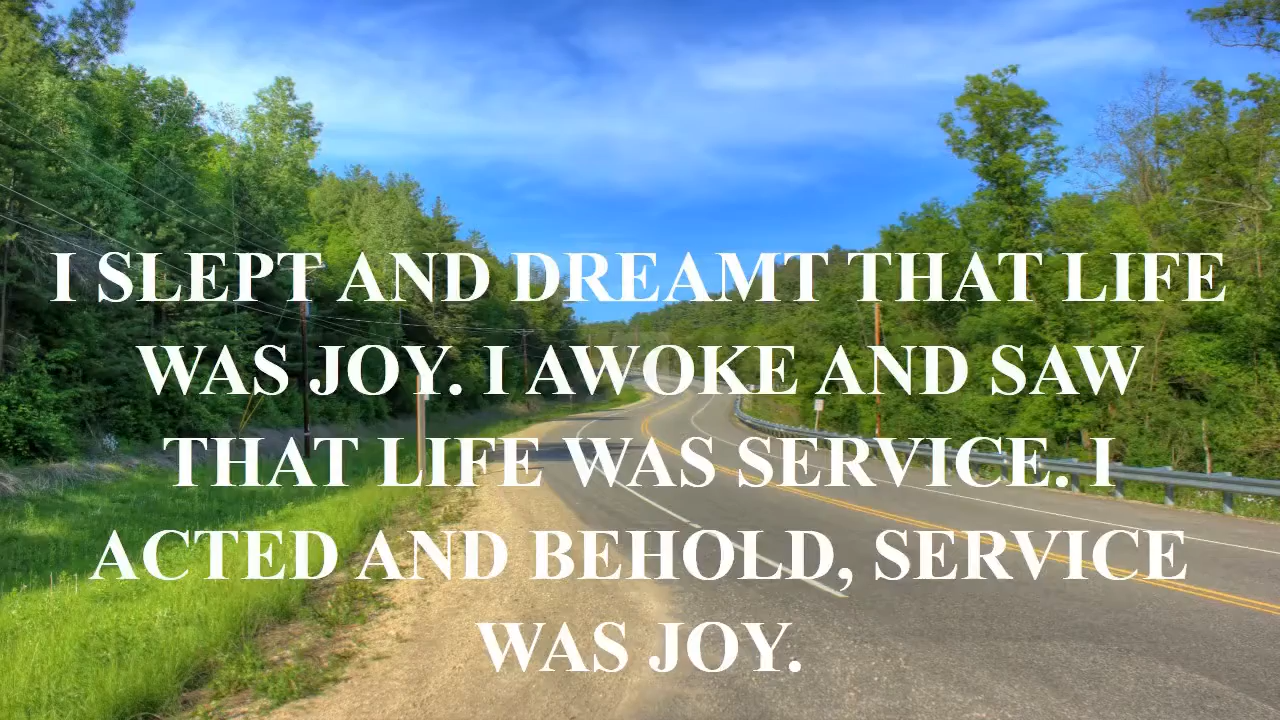 I SLEPT AND DREAMT THAT LIFE
WAS JOY. I AWOKE AND SAW
THAT LIFE WAS SERVICE. I
ACTED AND BEHOLD, SERVICE
WAS JOY.